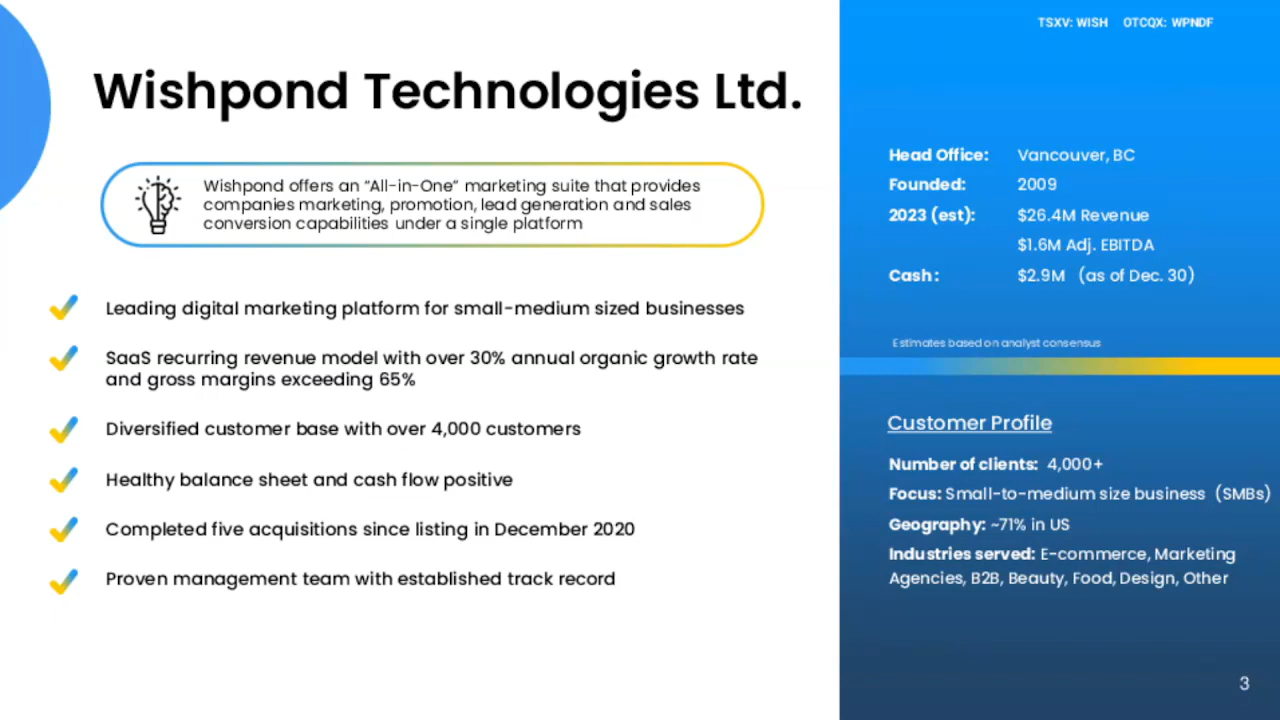 TSXV: WISH OTCQX: WPNDF
Wishpond Technologies Ltd.
Wishpond offers an “All-in-One” marketing suite that provides
companies marketing, promotion, lead generation and sales
conversion capabilities under a single platform
Leading digital marketing platform for small-medium sized businesses
SaaS recurring revenue model with over 30% annual organic growth rate
and gross margins exceeding 65%
Diversified customer base with over 4,000 customers
Healthy balance sheet and cash flow positive
Completed five acquisitions since listing in December 2020
Proven management team with established track record
Head Office: Vancouver, BC
Founded: 2009
2023 (est): $26.4M Revenue
$1.6M Adj. EBITDA
Cash: $2.9M (as of Dec. 30)
Estimates based on analyst consensus
Customer Profile
Number of clients: 4,000+
Focus: Small-to-medium size business (SMBs)
Geography: ~71% in US
Industries served: E-commerce, Marketing
Agencies, B2B, Beauty, Food, Design, Other
3